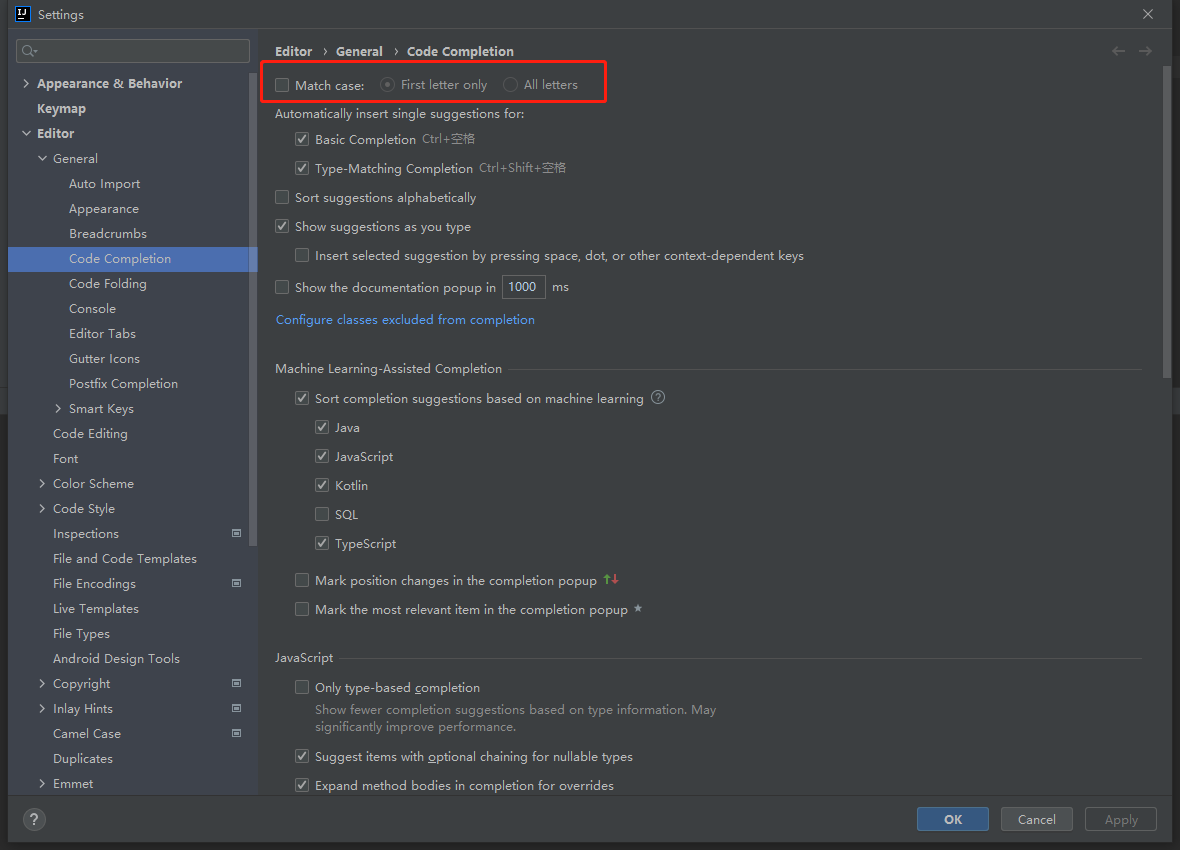 Settings
Editor › General › Code Completion
Appearance & Behavior
Keymap
Editor
General
Auto Import
Appearance
Breadcrumbs
Code Completion
Code Folding
Console
Editor Tabs
Gutter Icons
Postfix Completion
Smart Keys
Code Editing
Font
Color Scheme
Code Style
Inspections
File and Code Templates
File Encodings
Live Templates
File Types
Android Design Tools
Copyright
Inlay Hints
Camel Case
Duplicates
Emmet
Match case: First letter only All letters
Automatically insert single suggestions for:
Basic Completion Ctrl+空格
Type-Matching Completion Ctrl+Shift+空格
Sort suggestions alphabetically
Show suggestions as you type
Insert selected suggestion by pressing space, dot, or other context-dependent keys
Show the documentation popup in 1000 ms
Configure classes excluded from completion
Machine Learning-Assisted Completion
Sort completion suggestions based on machine learning ?
Java
JavaScript
Kotlin
SQL
TypeScript
Mark position changes in the completion popup
Mark the most relevant item in the completion popup
JavaScript
Only type-based completion
Show fewer completion suggestions based on type information. May
significantly improve performance.
Suggest items with optional chaining for nullable types
Expand method bodies in completion for overrides
? OK Cancel Apply